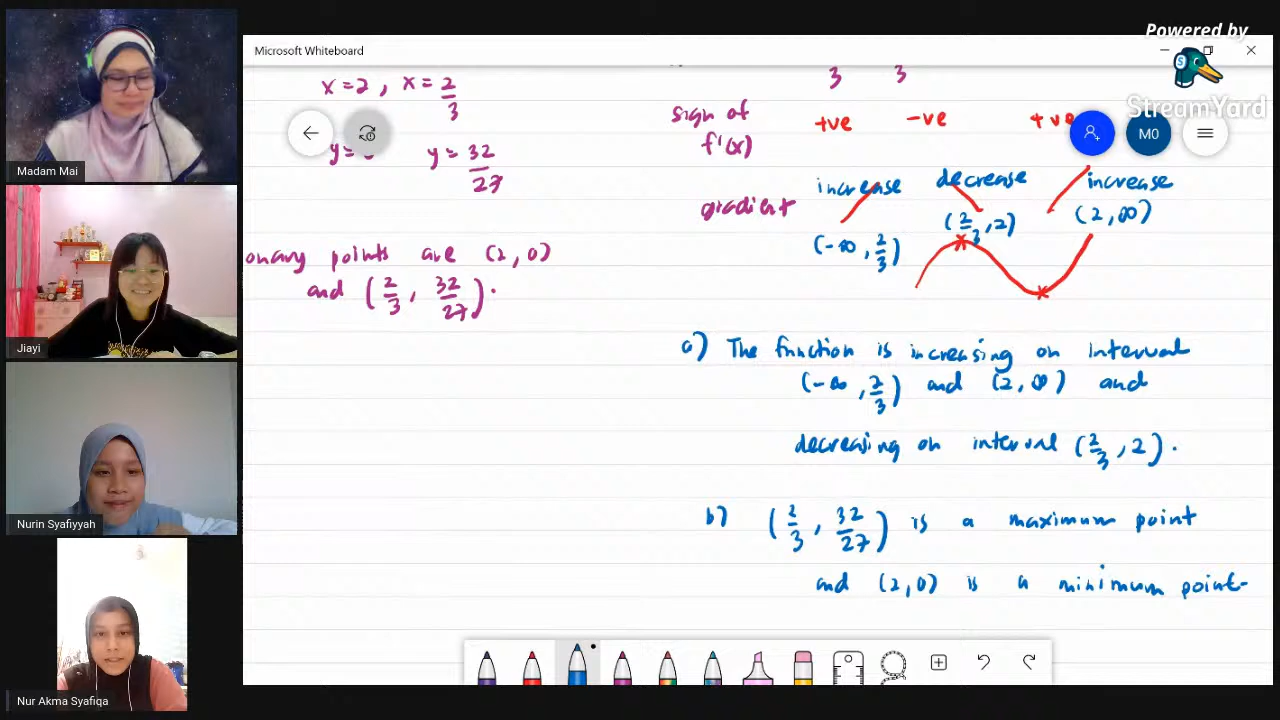 Powered by
StreamYard
Microsoft Whiteboard
x = 2 , x = 2/3
y = 32/27
onary points are (2, 0)
and (2/3, 32/27).
3 3
sign of f'(x) +ve -ve +ve
gradient increase decrease increase
(-∞, 2/3) (2/3, 2) (2, ∞)
a) The function is increasing on interval
(-∞, 2/3) and (2, ∞) and
decreasing on interval (2/3, 2).
b) (2/3, 32/27) is a maximum point
and (2, 0) is a minimum point.
M0
Madam Mai
Jiayi
Nurin Syafiyyah
Nur Akma Syafiqa